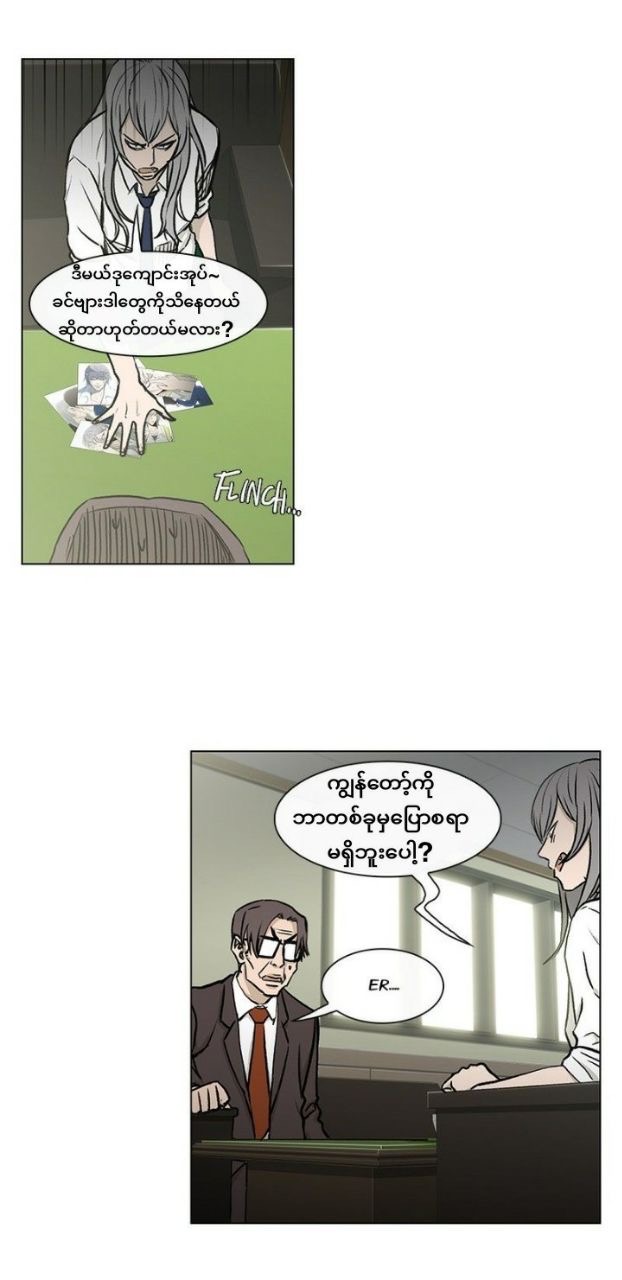 ဒီမယ်ဒုကျောင်းအုပ်~
ခင်ဗျားဒါတွေကိုသိနေတယ်
ဆိုတာဟုတ်တယ်မလား?
FLINCH...
ကျွန်တော့်ကို
ဘာတစ်ခုမှပြောစရာ
မရှိဘူးပေါ့?
ER....